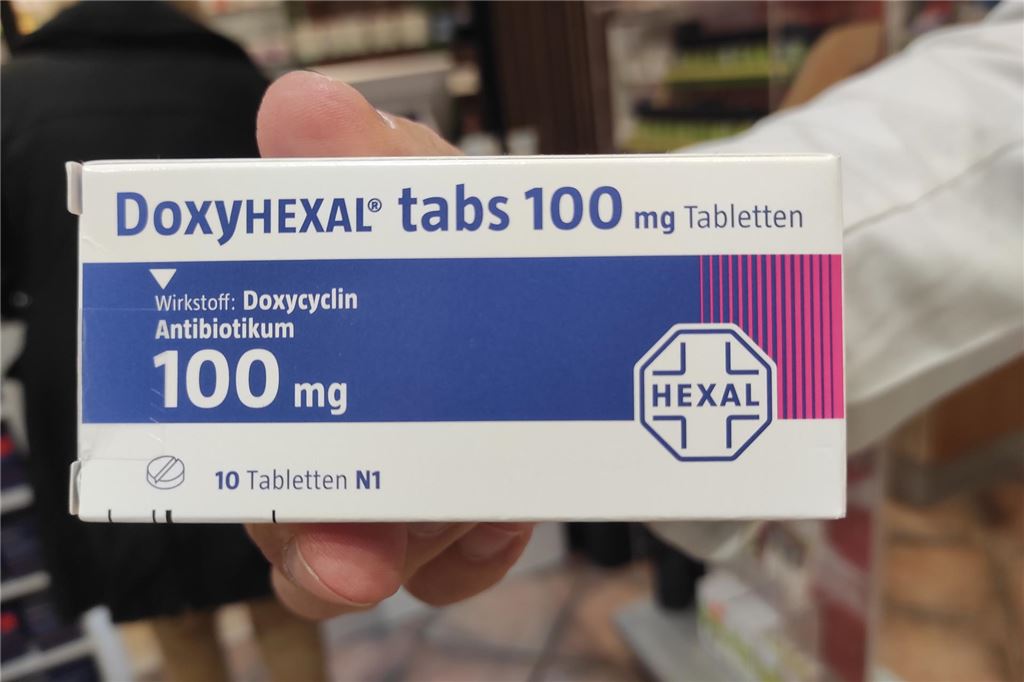 DoxyHEXAL® tabs 100 mg Tabletten
Wirkstoff: Doxycyclin
Antibiotikum
100 mg
HEXAL
10 Tabletten N1